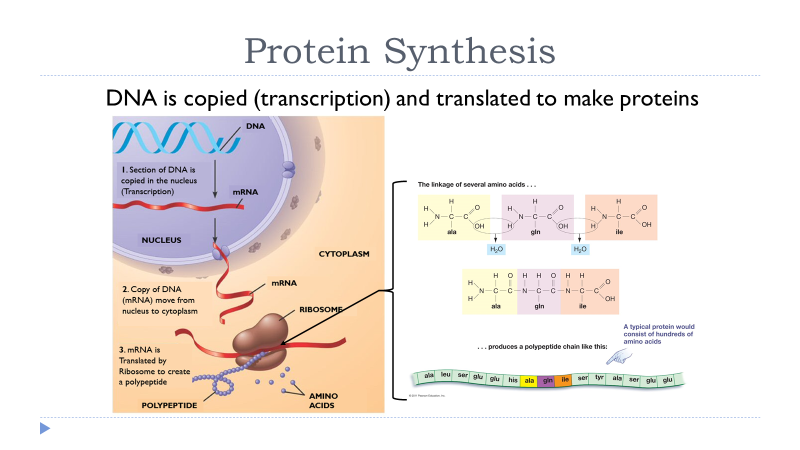 Protein Synthesis
DNA is copied (transcription) and translated to make proteins
DNA
1. Section of DNA is
copied in the nucleus
(Transcription)
mRNA
NUCLEUS
CYTOPLASM
2. Copy of DNA
(mRNA) move from
nucleus to cytoplasm
mRNA
RIBOSOME
3. mRNA is
Translated by
Ribosome to create
a polypeptide
POLYPEPTIDE
AMINO
ACIDS
The linkage of several amino acids . . .
H H N C H C O OH
ala
H H N C H C O OH
gln
H H N C H C O OH
ile
H₂O
H₂O
H H N C H C O N H C H C O N H C H C O OH
ala
gln
ile
A typical protein would
consist of hundreds of
amino acids
. . . produces a polypeptide chain like this:
ala leu ser glu glu his ala gln ile ser tyr ala ser glu glu
© 2011 Pearson Education, Inc.